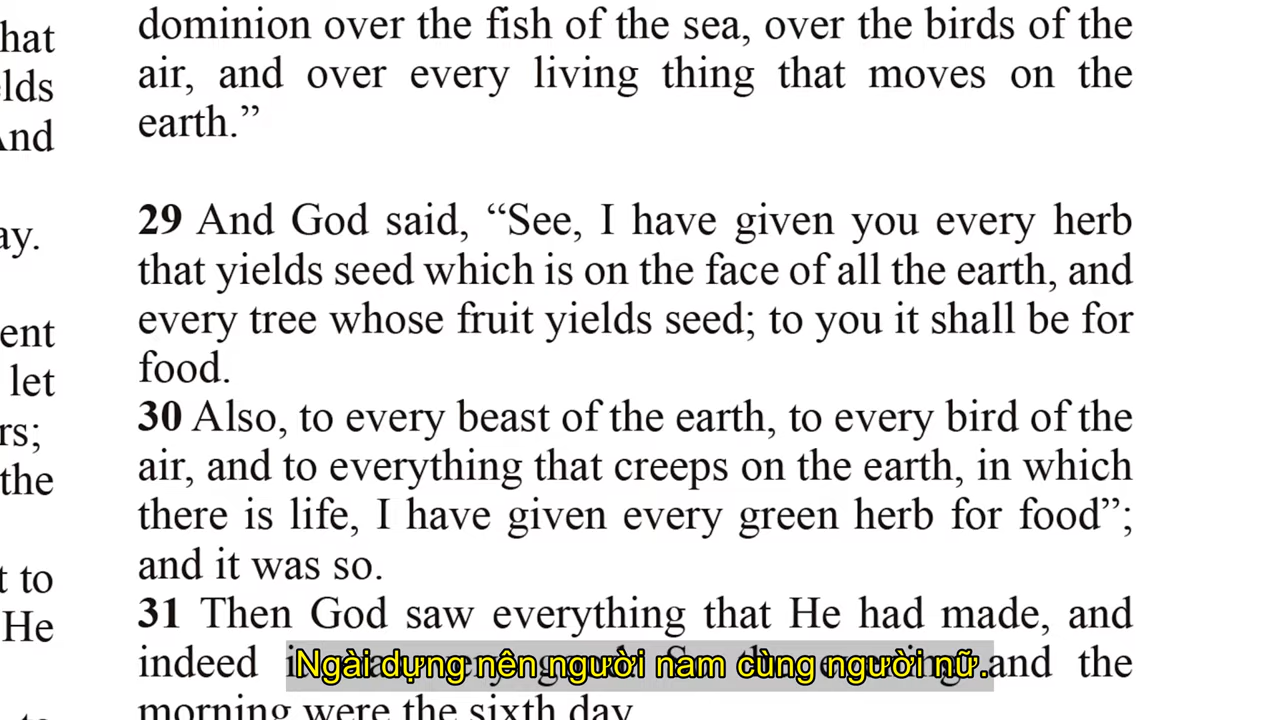 hat
elds
And
ay.
ent
let
rs;
the
t to
He
dominion over the fish of the sea, over the birds of the
air, and over every living thing that moves on the
earth.”
29 And God said, “See, I have given you every herb
that yields seed which is on the face of all the earth, and
every tree whose fruit yields seed; to you it shall be for
food.
30 Also, to every beast of the earth, to every bird of the
air, and to everything that creeps on the earth, in which
there is life, I have given every green herb for food”;
and it was so.
31 Then God saw everything that He had made, and
indeed and the
morning were the sixth day
Ngài dựng nên người nam cùng người nữ.